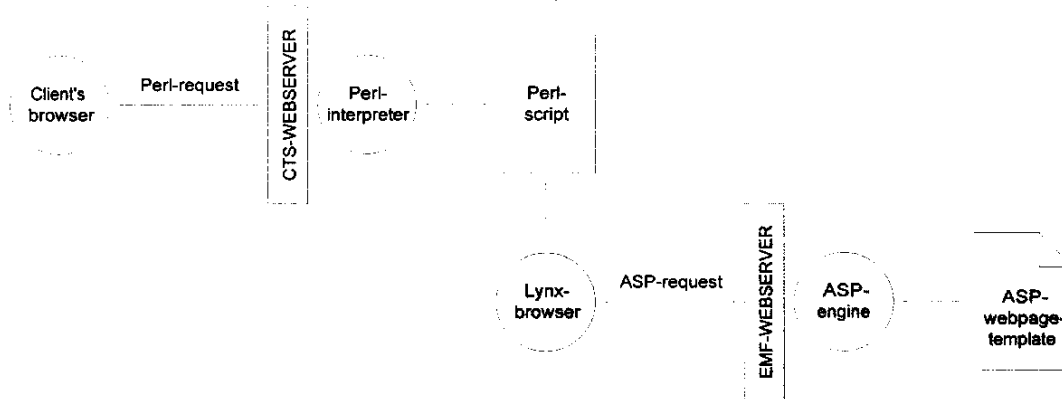 Client's
browser
Perl-request
CTS-WEBSERVER
Perl-
interpreter
Perl-
script
Lynx-
browser
ASP-request
EMF-WEBSERVER
ASP-
engine
ASP-
webpage-
template